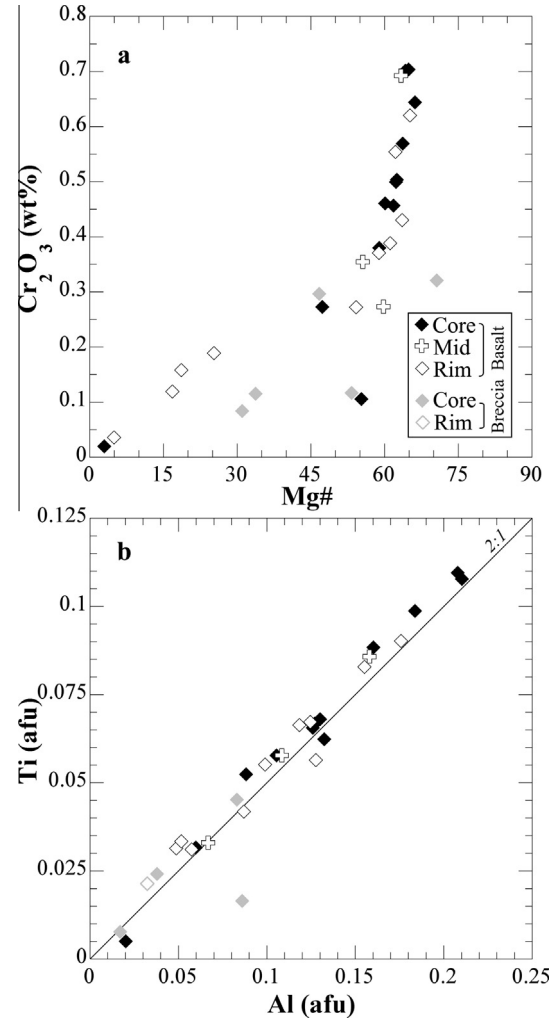 a
0.8
0.7
0.6
0.5
0.4
0.3
0.2
0.1
0
Cr2O3 (wt%)
Core
Mid
Rim
Basalt
Core
Rim
Breccia
0 15 30 45 60 75 90
Mg#
b
2:1
0.125
0.1
0.075
0.05
0.025
0
Ti (afu)
0 0.05 0.1 0.15 0.2 0.25
Al (afu)